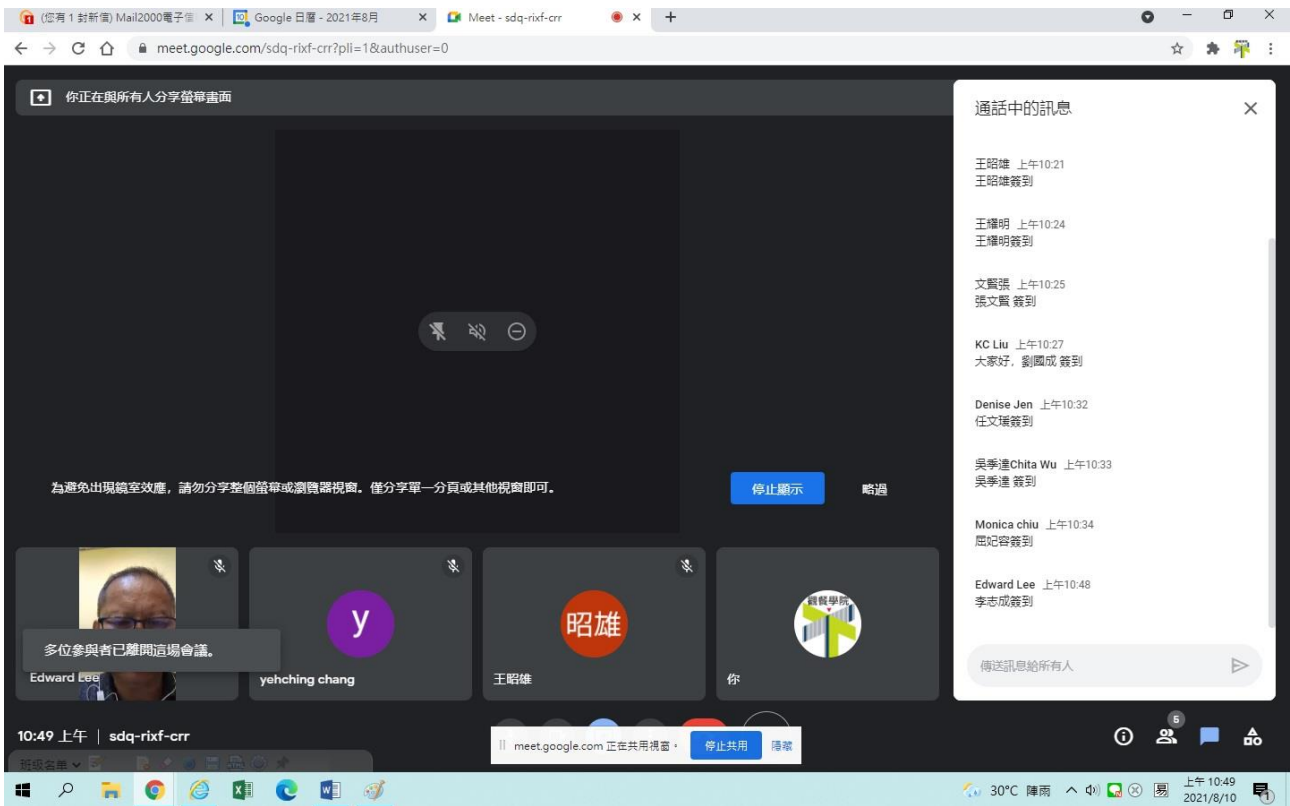 (您有 1 封新信) Mail2000電子信
Google 日曆 - 2021年8月
Meet - sdq-rixf-crr
meet.google.com/sdq-rixf-crr?pli=1&authuser=0
你正在與所有人分享螢幕畫面
通話中的訊息
王昭雄 上午10:21
王昭雄簽到
王耀明 上午10:24
王耀明簽到
文賢張 上午10:25
張文賢 簽到
KC Liu 上午10:27
大家好，劉國成 簽到
Denise Jen 上午10:32
任文瑗簽到
吳季達Chita Wu 上午10:33
吳季達 簽到
Monica chiu 上午10:34
屈妃容簽到
Edward Lee 上午10:48
李志成簽到
傳送訊息給所有人
為避免出現鏡室效應，請勿分享整個螢幕或瀏覽器視窗。僅分享單一分頁或其他視窗即可。
停止顯示
略過
多位參與者已離開這場會議。
Edward Lee
y
yehching chang
昭雄
王昭雄
觀餐學院
你
10:49 上午 | sdq-rixf-crr
meet.google.com 正在共用視窗。
停止共用
隱藏
5
班級名單
30°C 陣雨
易
上午 10:49
2021/8/10
1